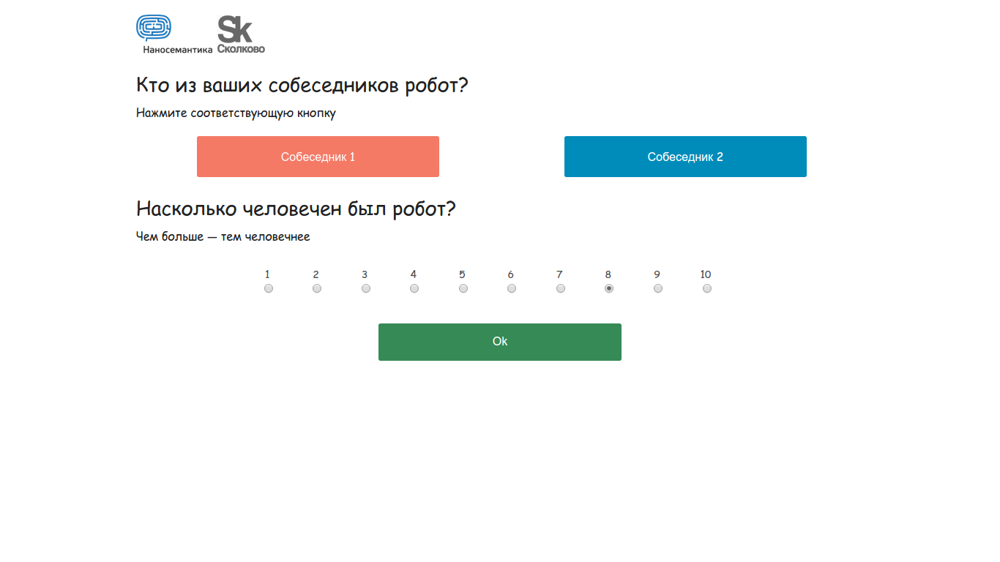 Наносемантика
Sk
Сколково
Кто из ваших собеседников робот?
Нажмите соответствующую кнопку
Собеседник 1
Собеседник 2
Насколько человечен был робот?
Чем больше — тем человечнее
1 2 3 4 5 6 7 8 9 10
Ok